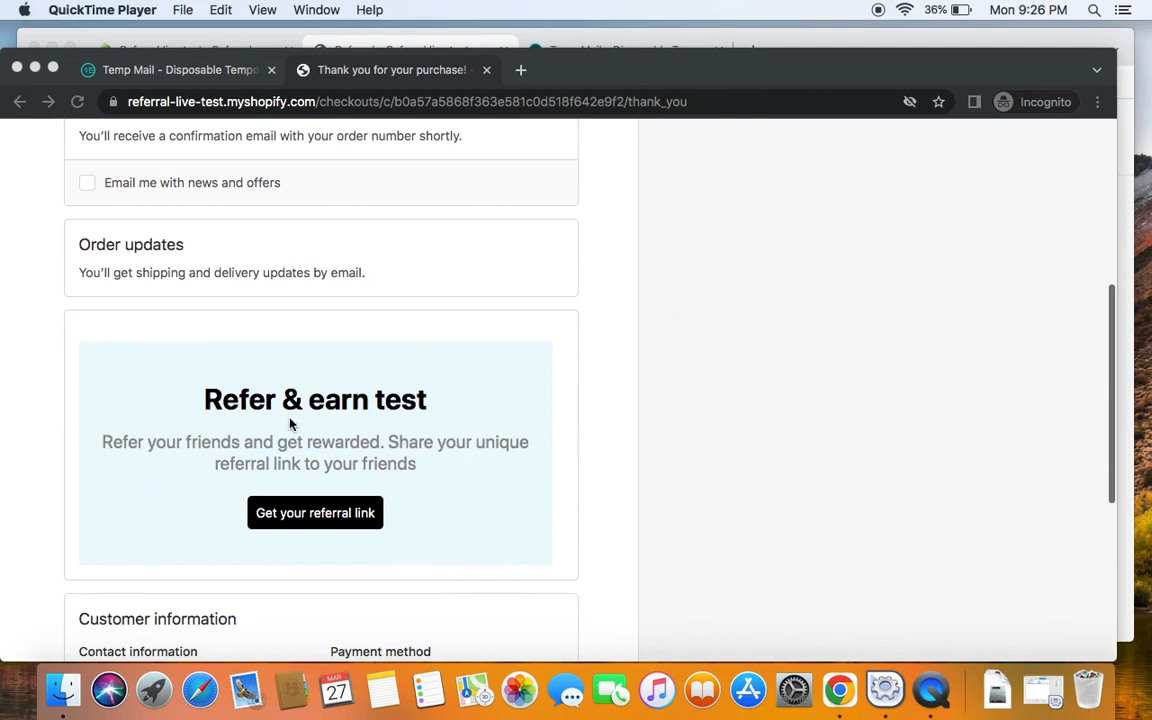 QuickTime Player File Edit View Window Help 36% Mon 9:26 PM
Temp Mail - Disposable Tempo Thank you for your purchase! -
referral-live-test.myshopify.com/checkouts/c/b0a57a5868f363e581c0d518f642e9f2/thank_you Incognito
You'll receive a confirmation email with your order number shortly.
Email me with news and offers
Order updates
You'll get shipping and delivery updates by email.
Refer & earn test
Refer your friends and get rewarded. Share your unique
referral link to your friends
Get your referral link
Customer information
Contact information Payment method
MAR
27